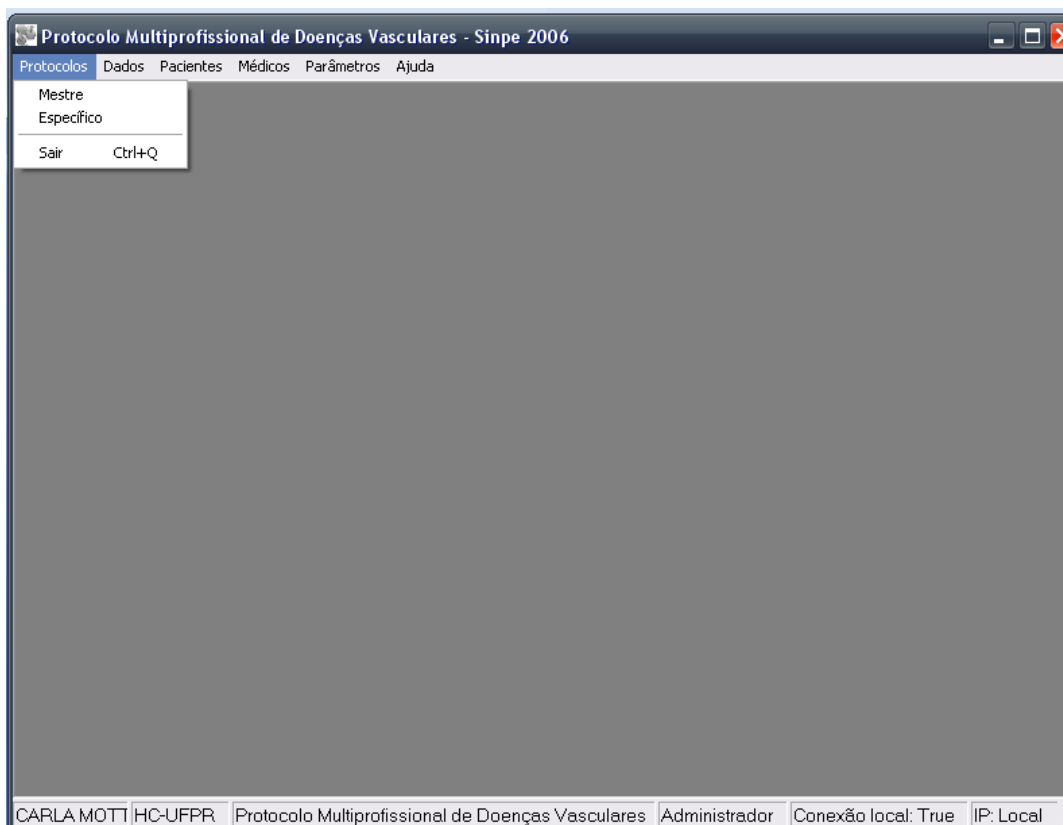 Protocolo Multiprofissional de Doenças Vasculares - Sinpe 2006
Protocolos Dados Pacientes Médicos Parâmetros Ajuda
Mestre
Específico
Sair Ctrl+Q
CARLA MOTT HC-UFPR Protocolo Multiprofissional de Doenças Vasculares Administrador Conexão local: True IP: Local